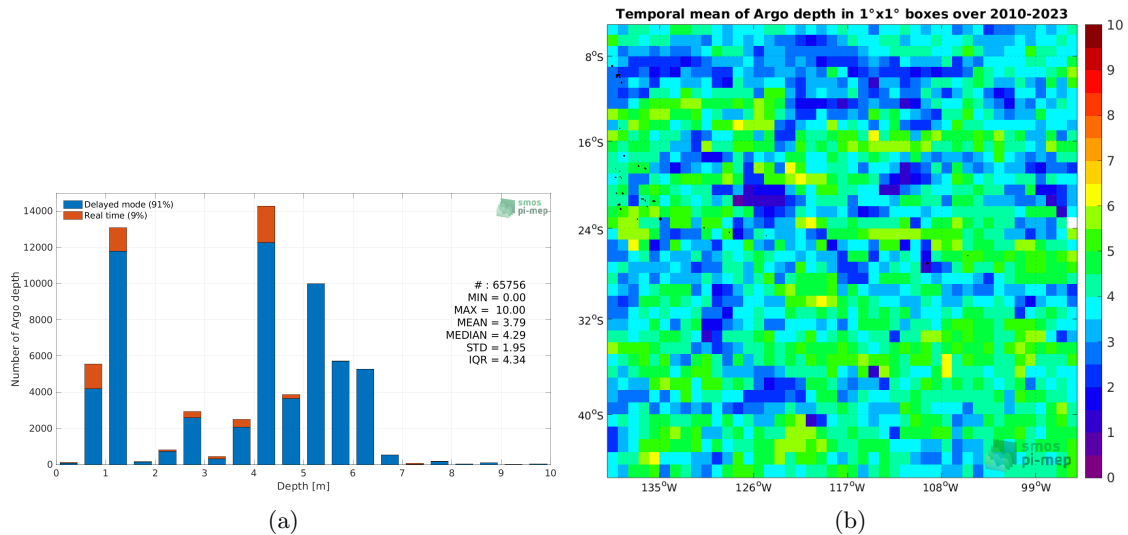 Temporal mean of Argo depth in 1°x1° boxes over 2010-2023
Delayed mode (91%)
Real time (9%)
smos
pi-mep
14000
12000
10000
8000
6000
4000
2000
0
Number of Argo depth
# : 65756
MIN = 0.00
MAX = 10.00
MEAN = 3.79
MEDIAN = 4.29
STD = 1.95
IQR = 4.34
0 1 2 3 4 5 6 7 8 9 10
Depth [m]
(a)
8°S
16°S
24°S
32°S
40°S
135°W 126°W 117°W 108°W 99°W
smos
pi-mep
10
9
8
7
6
5
4
3
2
1
0
(b)